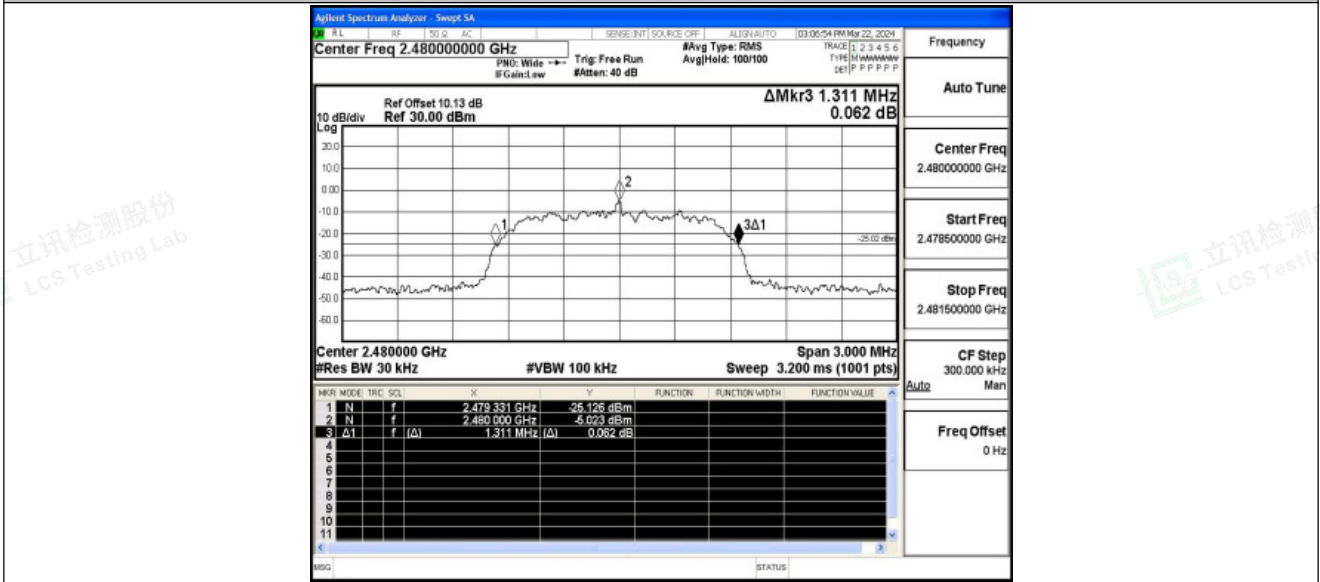 Agilent Spectrum Analyzer - Swept SA
RL RF 50 Ω AC SENSE:INT SOURCE OFF ALIGN AUTO 03:06:54 PM Mar 22, 2024
Center Freq 2.480000000 GHz
#Avg Type: RMS
TRACE 1 2 3 4 5 6
PNO: Wide
Trig: Free Run
Avg|Hold: 100/100
TYPE M WWWWW
IFGain:Low
#Atten: 40 dB
DET P P P P P P
ΔMkr3 1.311 MHz
Ref Offset 10.13 dB
0.062 dB
10 dB/div Ref 30.00 dBm
Log
20.0
10.0
0.00
-10.0
-20.0
-30.0
-40.0
-50.0
-60.0
1
2
3Δ1
-25.02 dBm
Center 2.480000 GHz Span 3.000 MHz
#Res BW 30 kHz #VBW 100 kHz Sweep 3.200 ms (1001 pts)
MKR MODE TRC SCL X Y FUNCTION FUNCTION WIDTH FUNCTION VALUE
1 N f 2.479 331 GHz -25.126 dBm
2 N f 2.480 000 GHz -5.023 dBm
3 Δ1 f (Δ) 1.311 MHz (Δ) 0.062 dB
4
5
6
7
8
9
10
11
MSG STATUS
Frequency
Auto Tune
Center Freq
2.480000000 GHz
Start Freq
2.478500000 GHz
Stop Freq
2.481500000 GHz
CF Step
300.000 kHz
Auto Man
Freq Offset
0 Hz
立讯检测股份
LCS Testing Lab
立讯检测
LCS Testin